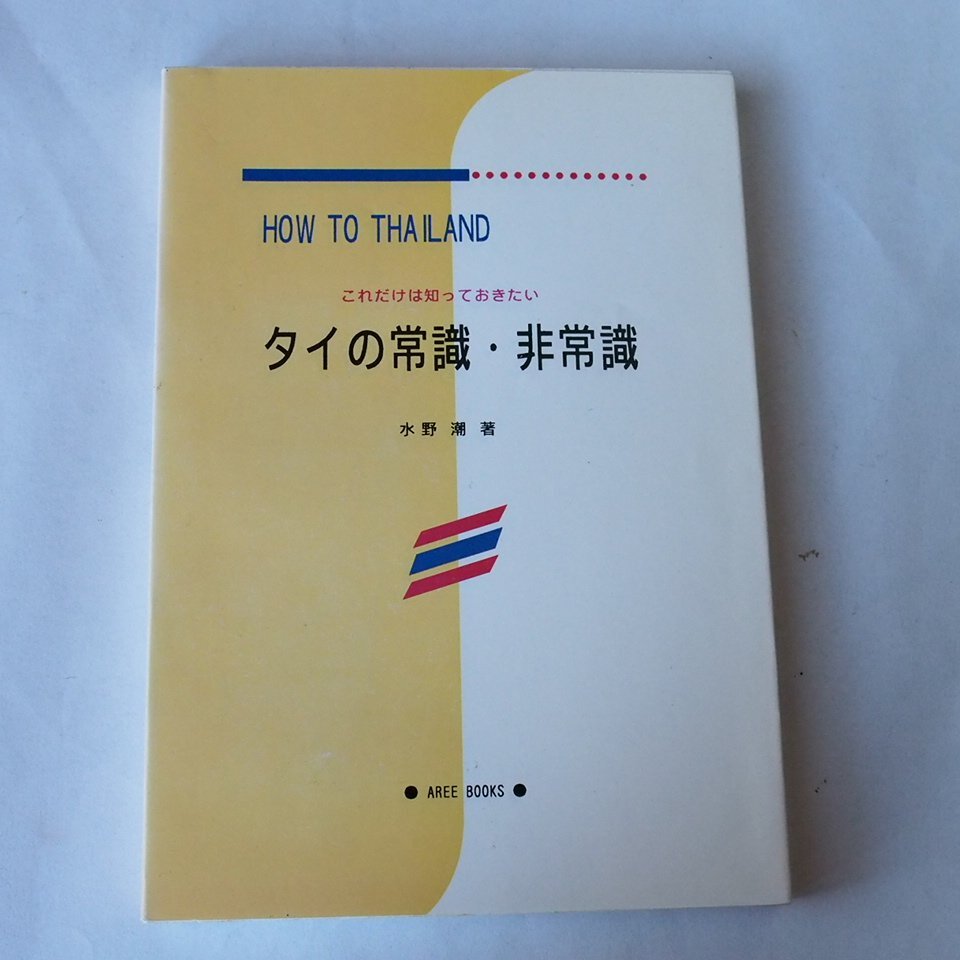 HOW TO THAILAND
これだけは知っておきたい
タイの常識・非常識
水野 潮 著
● AREE BOOKS ●